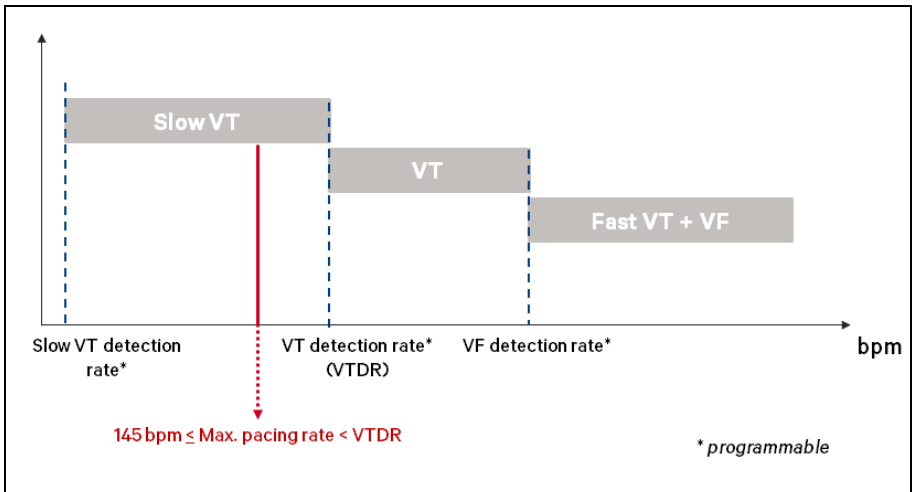 Slow VT
VT
Fast VT + VF
Slow VT detection
rate*
VT detection rate*
(VTDR)
VF detection rate*
bpm
145 bpm ≤ Max. pacing rate < VTDR
* programmable